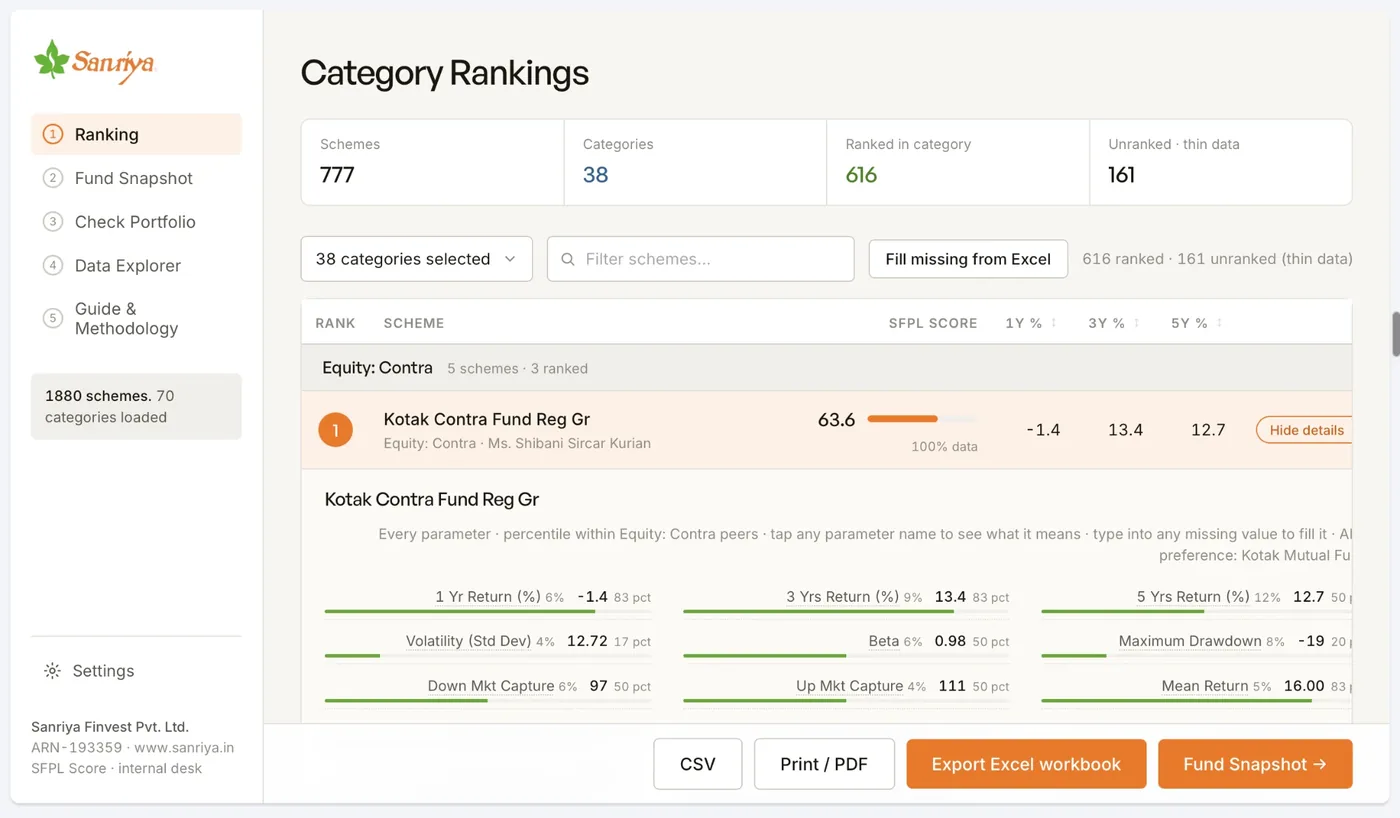 Sanriya
1 Ranking
2 Fund Snapshot
3 Check Portfolio
4 Data Explorer
5 Guide &
Methodology
1880 schemes. 70
categories loaded
Settings
Sanriya Finvest Pvt. Ltd.
ARN-193359 · www.sanriya.in
SFPL Score · internal desk
Category Rankings
Schemes
777
Categories
38
Ranked in category
616
Unranked · thin data
161
38 categories selected
Filter schemes...
Fill missing from Excel
616 ranked · 161 unranked (thin data)
RANK SCHEME SFPL SCORE 1Y % ↕ 3Y % ↕ 5Y % ↕
Equity: Contra 5 schemes · 3 ranked
1 Kotak Contra Fund Reg Gr 63.6 -1.4 13.4 12.7 Hide details
Equity: Contra · Ms. Shibani Sircar Kurian 100% data
Kotak Contra Fund Reg Gr
Every parameter · percentile within Equity: Contra peers · tap any parameter name to see what it means · type into any missing value to fill it ·
preference: Kotak Mutual Fu
1 Yr Return (%) 6% -1.4 83 pct 3 Yrs Return (%) 9% 13.4 83 pct 5 Yrs Return (%) 12% 12.7 50
Volatility (Std Dev) 4% 12.72 17 pct Beta 6% 0.98 50 pct Maximum Drawdown 8% -19 20
Down Mkt Capture 6% 97 50 pct Up Mkt Capture 4% 111 50 pct Mean Return 5% 16.00 83
CSV
Print / PDF
Export Excel workbook
Fund Snapshot →